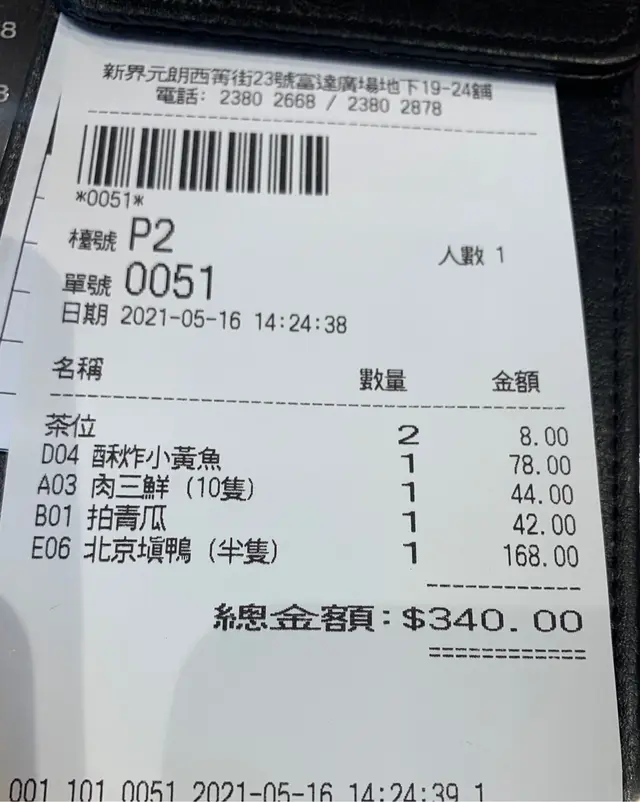 新界元朗西菁街23號富達廣場地下19-24舖
電話: 2380 2668 / 2380 2878
*0051*
檯號 P2
人數 1
單號 0051
日期 2021-05-16 14:24:38
名稱 數量 金額
茶位 2 8.00
D04 酥炸小黃魚 1 78.00
A03 肉三鮮 (10隻) 1 44.00
B01 拍青瓜 1 42.00
E06 北京填鴨 (半隻) 1 168.00
總金額: $340.00
001 101 0051 2021-05-16 14:24:39 1
8
3